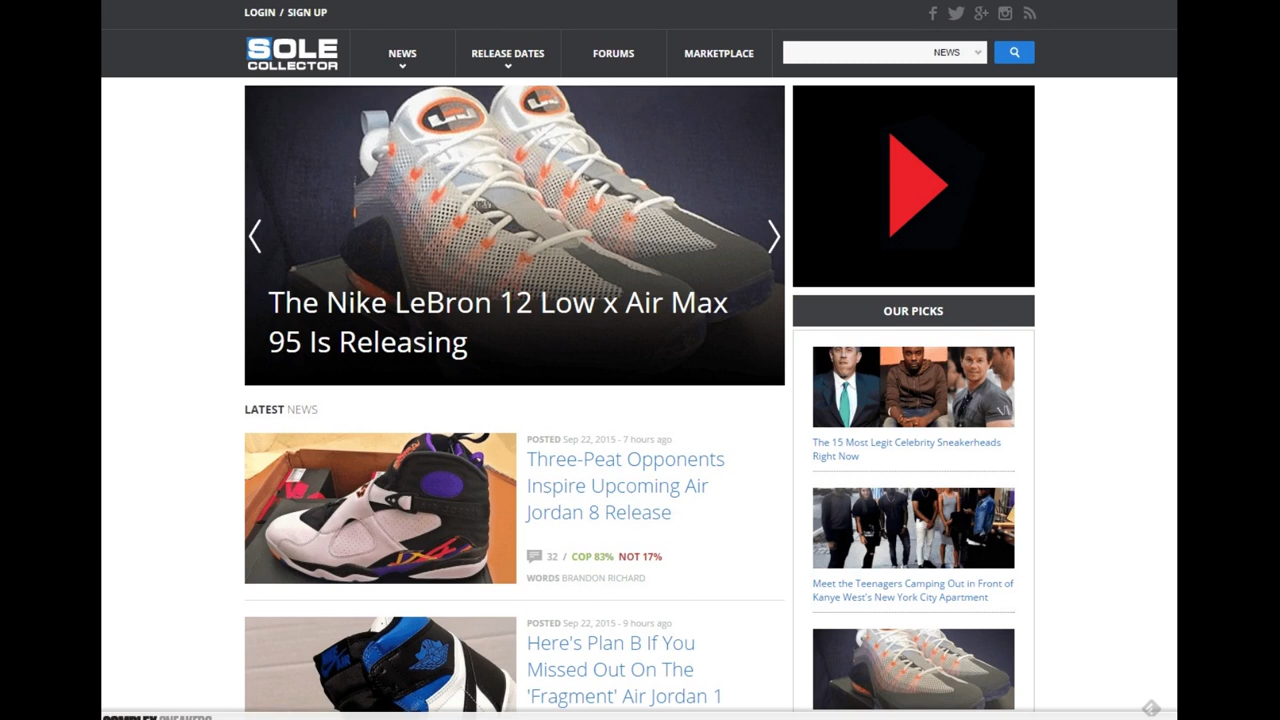 LOGIN / SIGN UP
SOLE
COLLECTOR
NEWS
RELEASE DATES
FORUMS
MARKETPLACE
NEWS
The Nike LeBron 12 Low x Air Max
95 Is Releasing
OUR PICKS
The 15 Most Legit Celebrity Sneakerheads
Right Now
Meet the Teenagers Camping Out in Front of
Kanye West's New York City Apartment
LATEST NEWS
POSTED Sep 22, 2015 - 7 hours ago
Three-Peat Opponents
Inspire Upcoming Air
Jordan 8 Release
32 / COP 83% NOT 17%
WORDS BRANDON RICHARD
POSTED Sep 22, 2015 - 9 hours ago
Here's Plan B If You
Missed Out On The
'Fragment' Air Jordan 1
COMPLEX SNEAKERS